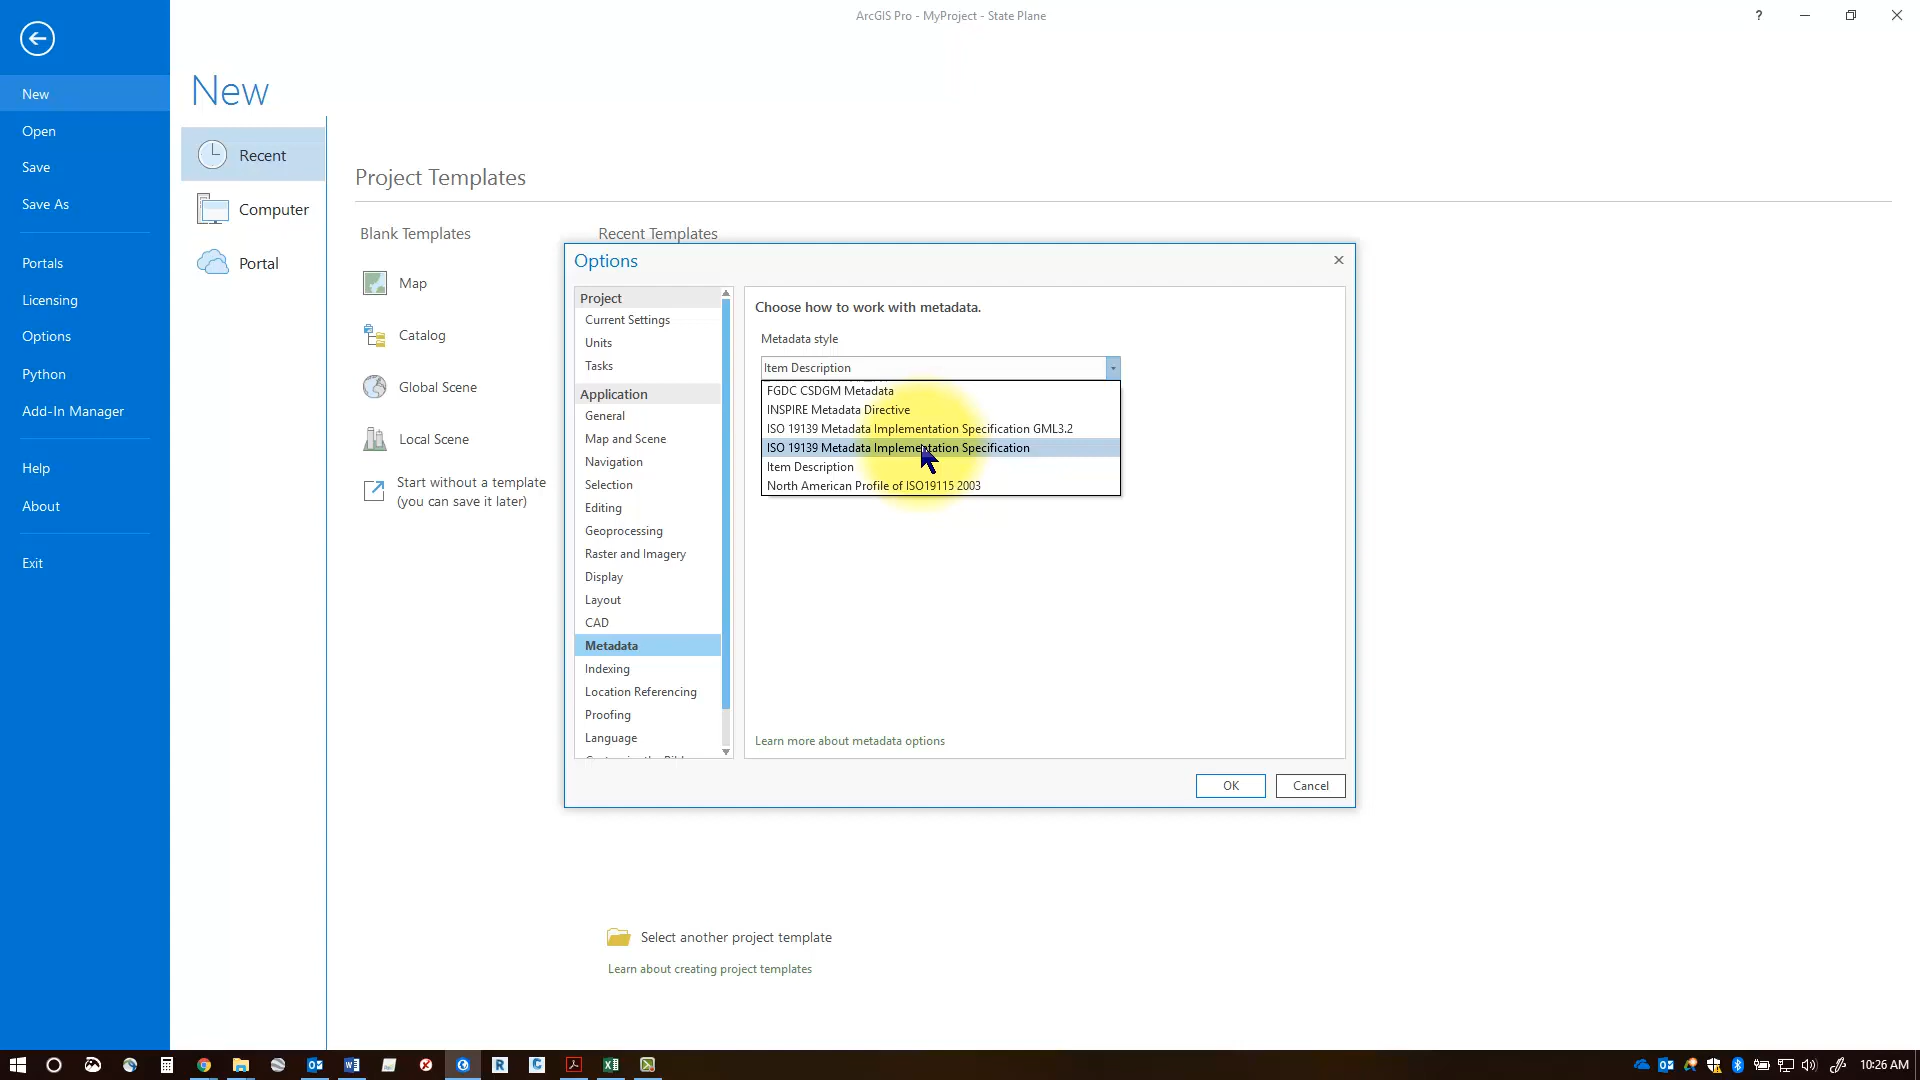 ArcGIS Pro - MyProject - State Plane
?
New
Open
Save
Save As
Portals
Licensing
Options
Python
Add-In Manager
Help
About
Exit
New
Recent
Computer
Portal
Project Templates
Blank Templates
Recent Templates
Map
Catalog
Global Scene
Local Scene
Start without a template
(you can save it later)
Options
Project
Current Settings
Units
Tasks
Application
General
Map and Scene
Navigation
Selection
Editing
Geoprocessing
Raster and Imagery
Display
Layout
CAD
Metadata
Indexing
Location Referencing
Proofing
Language
Choose how to work with metadata.
Metadata style
Item Description
FGDC CSDGM Metadata
INSPIRE Metadata Directive
ISO 19139 Metadata Implementation Specification GML3.2
ISO 19139 Metadata Implementation Specification
Item Description
North American Profile of ISO19115 2003
Learn more about metadata options
OK
Cancel
Select another project template
Learn about creating project templates
10:26 AM